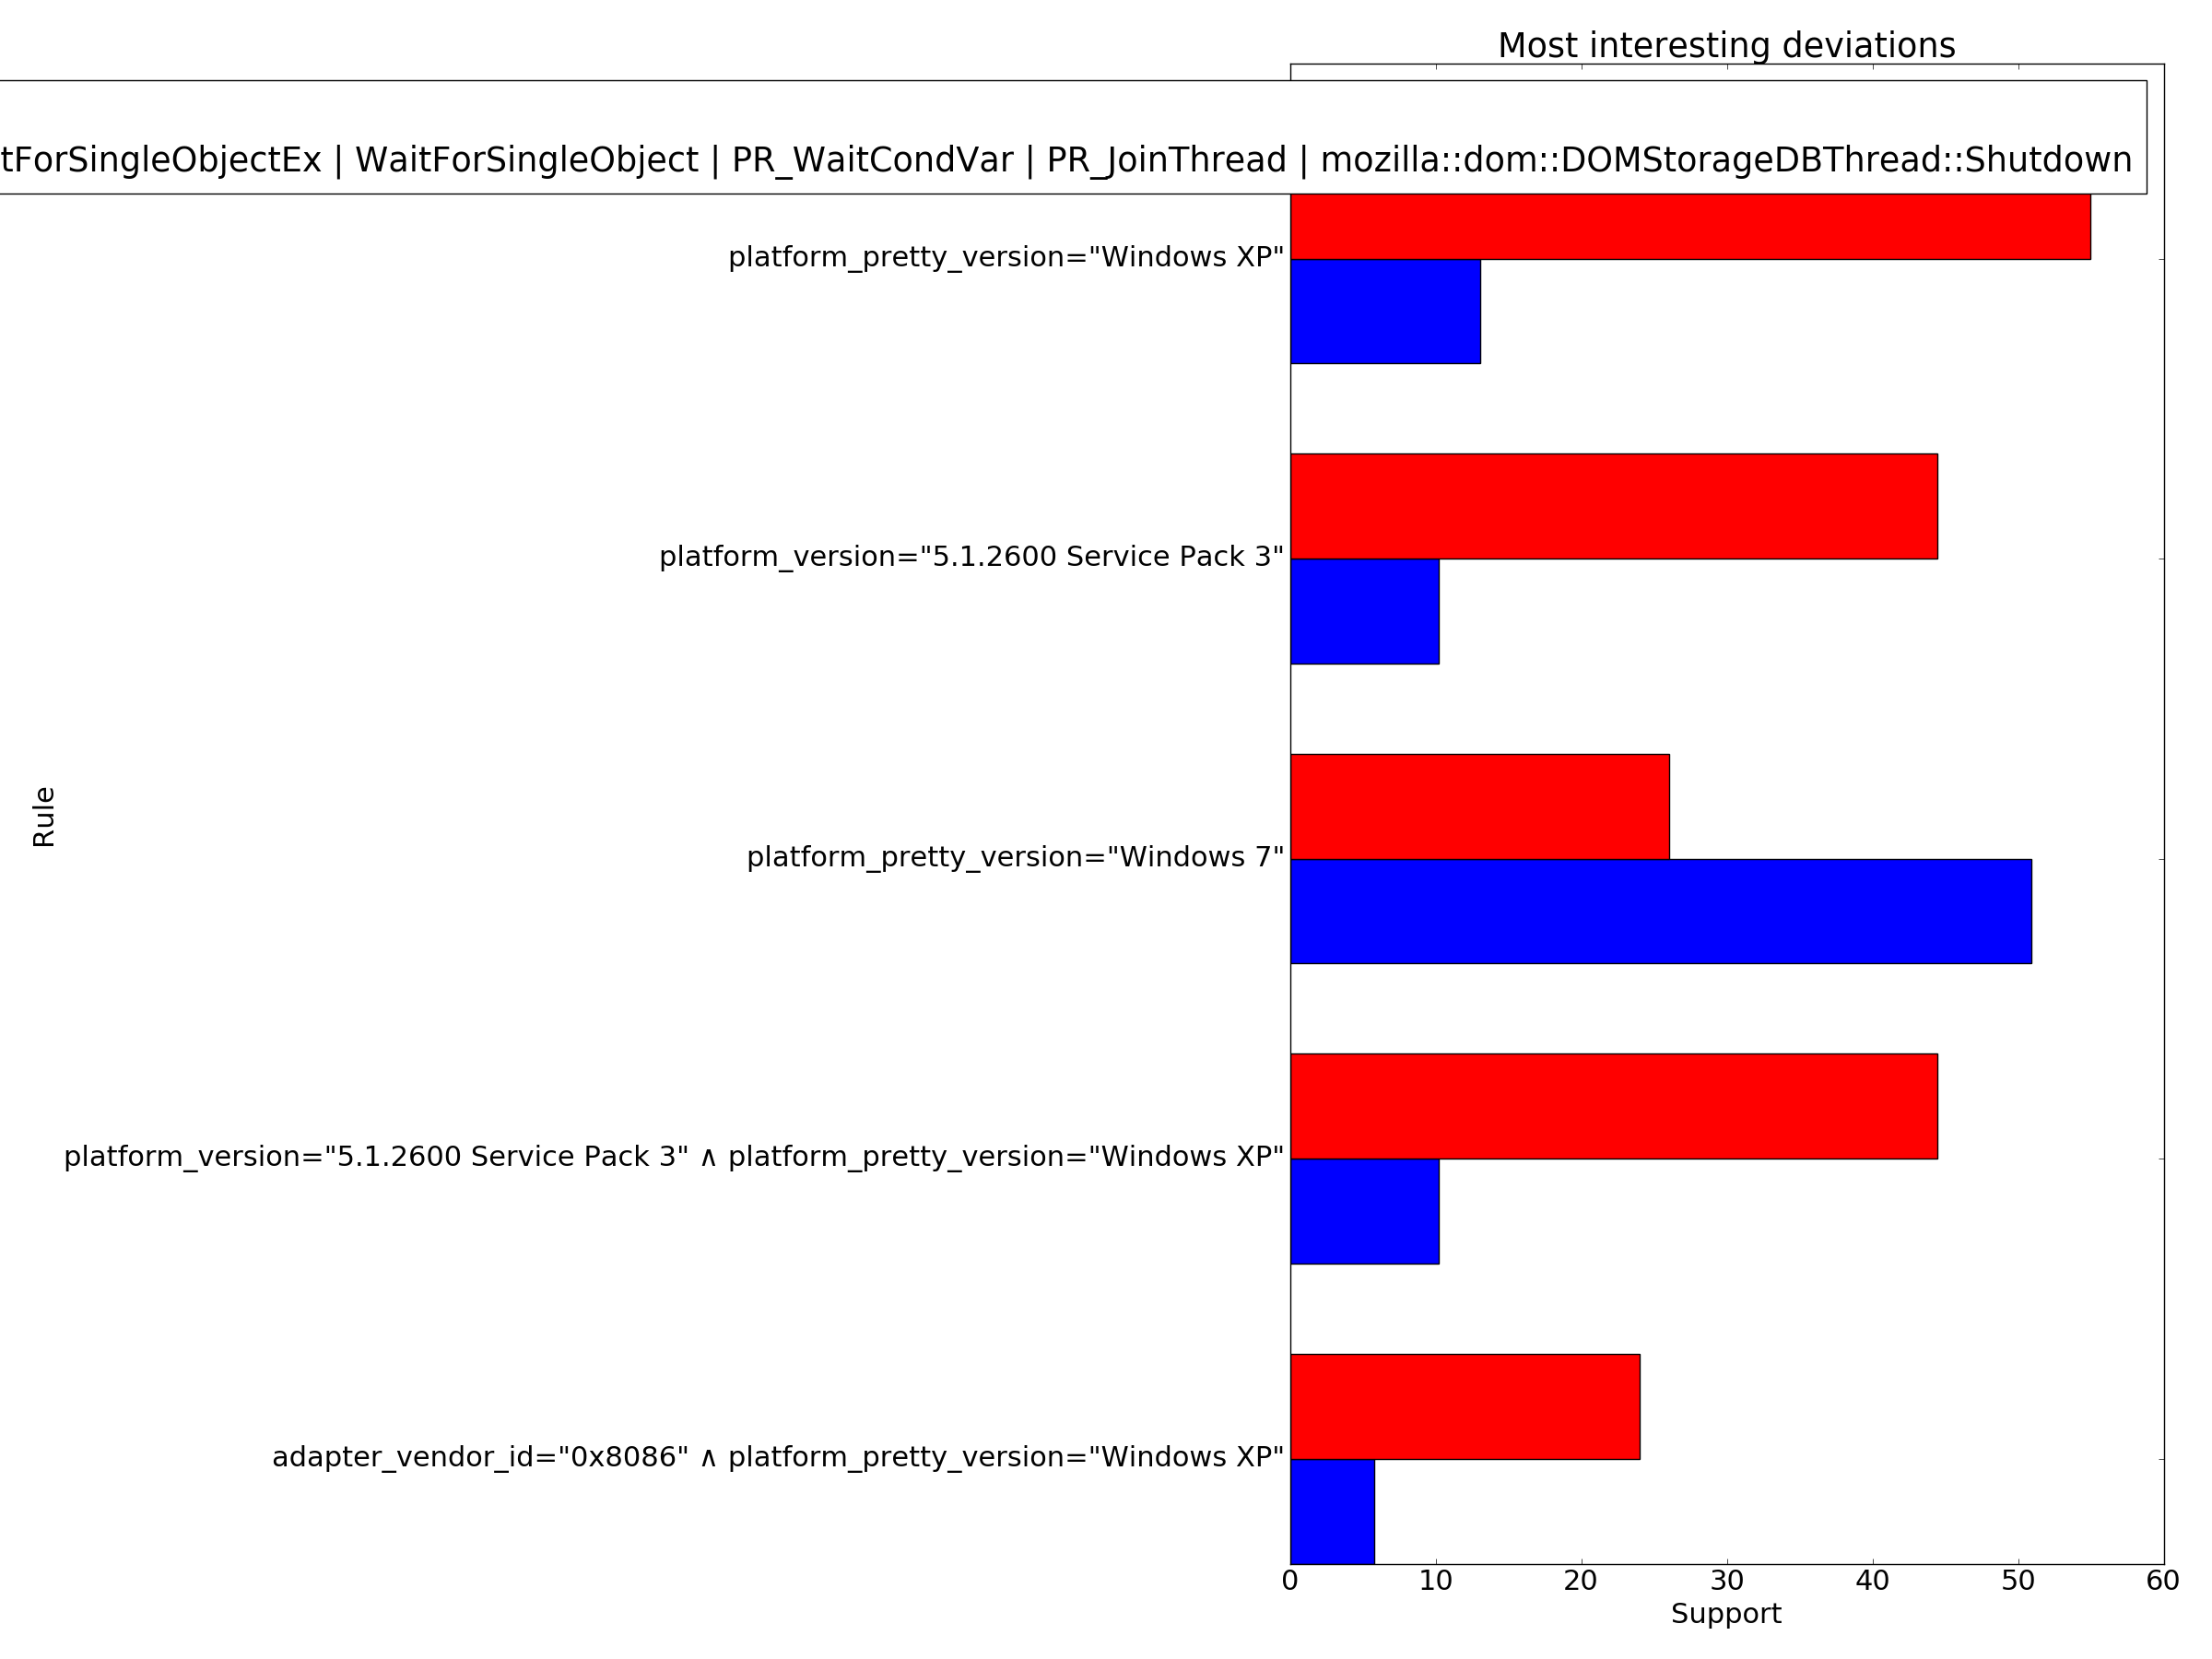 Most interesting deviations
tForSingleObjectEx | WaitForSingleObject | PR_WaitCondVar | PR_JoinThread | mozilla::dom::DOMStorageDBThread::Shutdown
platform_pretty_version="Windows XP"
platform_version="5.1.2600 Service Pack 3"
Rule
platform_pretty_version="Windows 7"
platform_version="5.1.2600 Service Pack 3" ∧ platform_pretty_version="Windows XP"
adapter_vendor_id="0x8086" ∧ platform_pretty_version="Windows XP"
0 10 20 30 40 50 60
Support